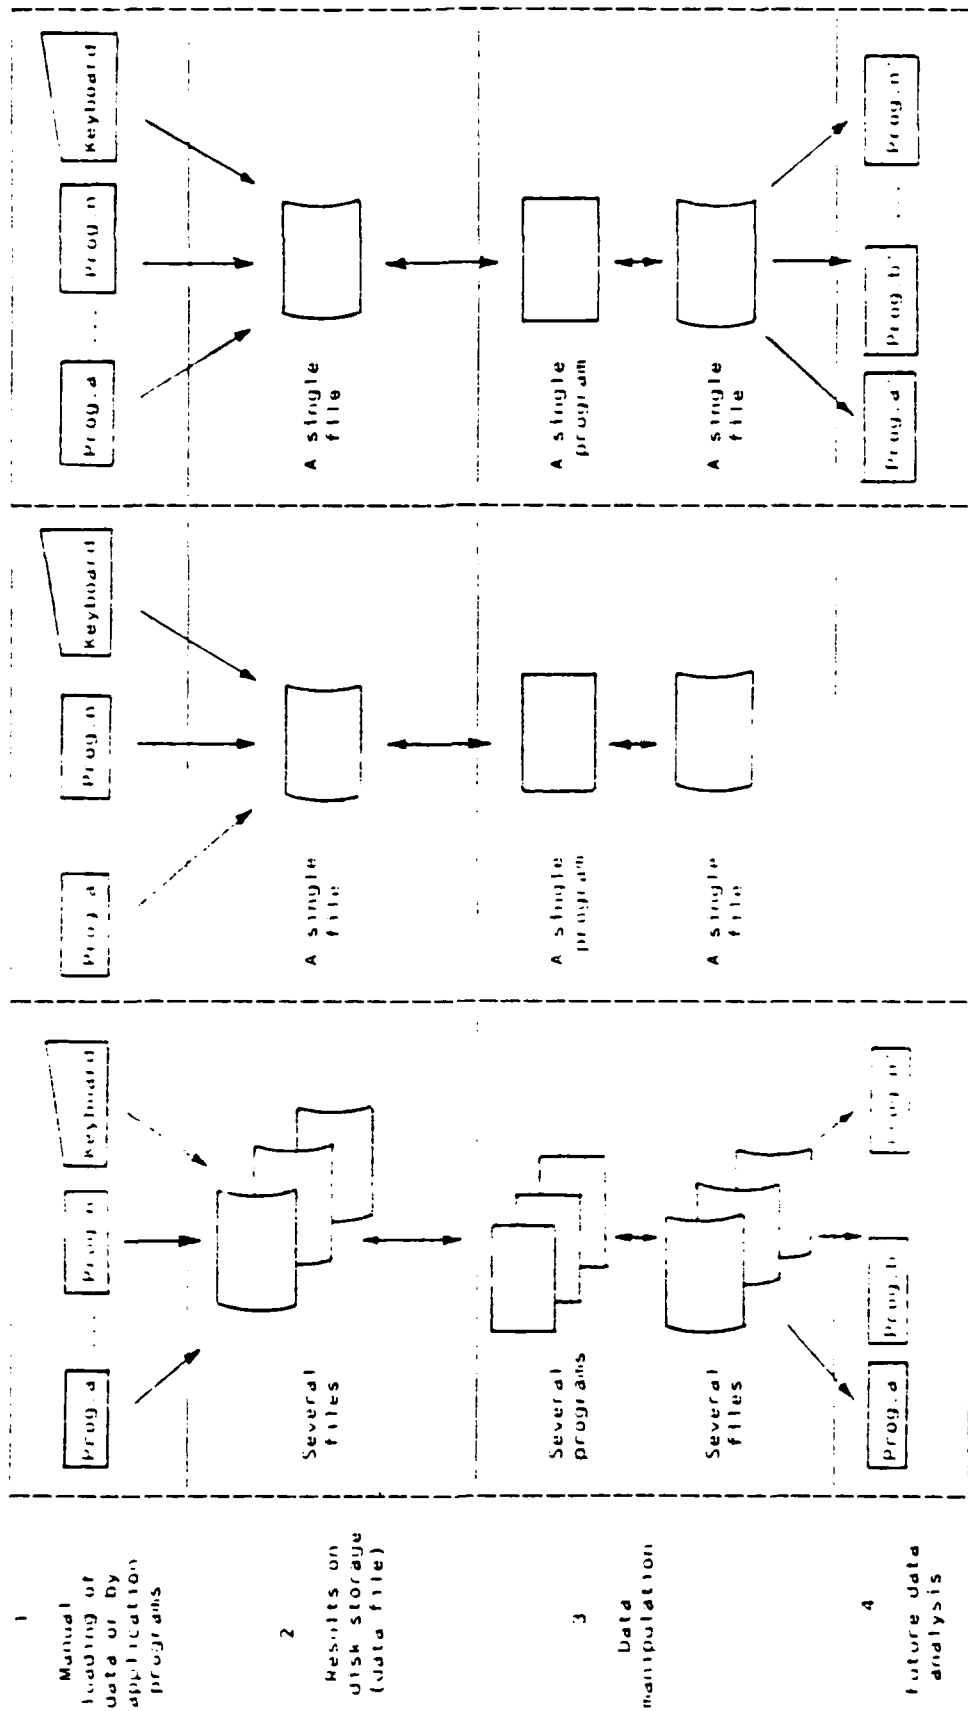 1
Manual
loading of
data or by
application
programs
Prog.a
....
Prog.n
Keyboard
Prog.a
Prog.n
Keyboard
Prog.a
....
Prog.n
Keyboard
2
Results on
disk storage
(data file)
Several
files
A single
file
A single
file
3
Data
manipulation
Several
programs
A single
program
A single
program
Several
files
A single
file
A single
file
4
Future data
analysis
Prog.a'
Prog.b'
Prog.n'
Prog.a'
Prog.b'
....
Prog.n'